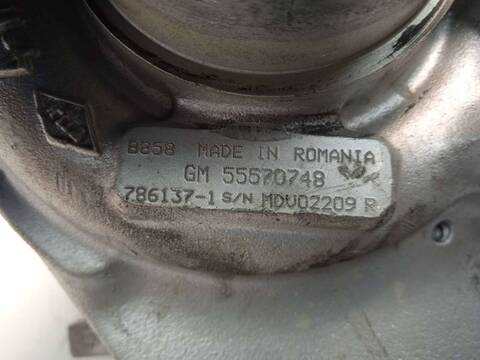 8858 MADE IN ROMANIA
GM 55570748
786137-1 S/N MDV02209 R